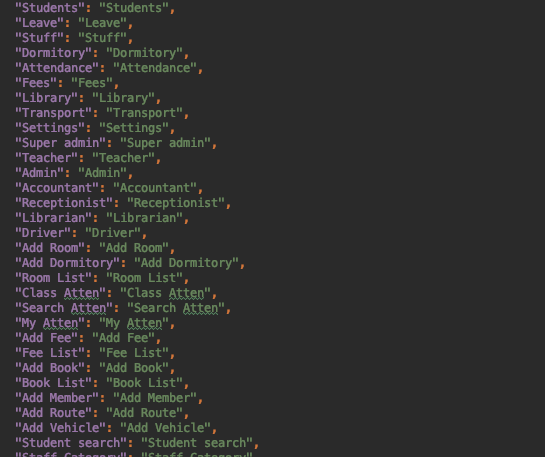 "Students": "Students",
"Leave": "Leave",
"Stuff": "Stuff",
"Dormitory": "Dormitory",
"Attendance": "Attendance",
"Fees": "Fees",
"Library": "Library",
"Transport": "Transport",
"Settings": "Settings",
"Super admin": "Super admin",
"Teacher": "Teacher",
"Admin": "Admin",
"Accountant": "Accountant",
"Receptionist": "Receptionist",
"Librarian": "Librarian",
"Driver": "Driver",
"Add Room": "Add Room",
"Add Dormitory": "Add Dormitory",
"Room List": "Room List",
"Class Atten": "Class Atten",
"Search Atten": "Search Atten",
"My Atten": "My Atten",
"Add Fee": "Add Fee",
"Fee List": "Fee List",
"Add Book": "Add Book",
"Book List": "Book List",
"Add Member": "Add Member",
"Add Route": "Add Route",
"Add Vehicle": "Add Vehicle",
"Student search": "Student search",
"Staff Category": "Staff Category",